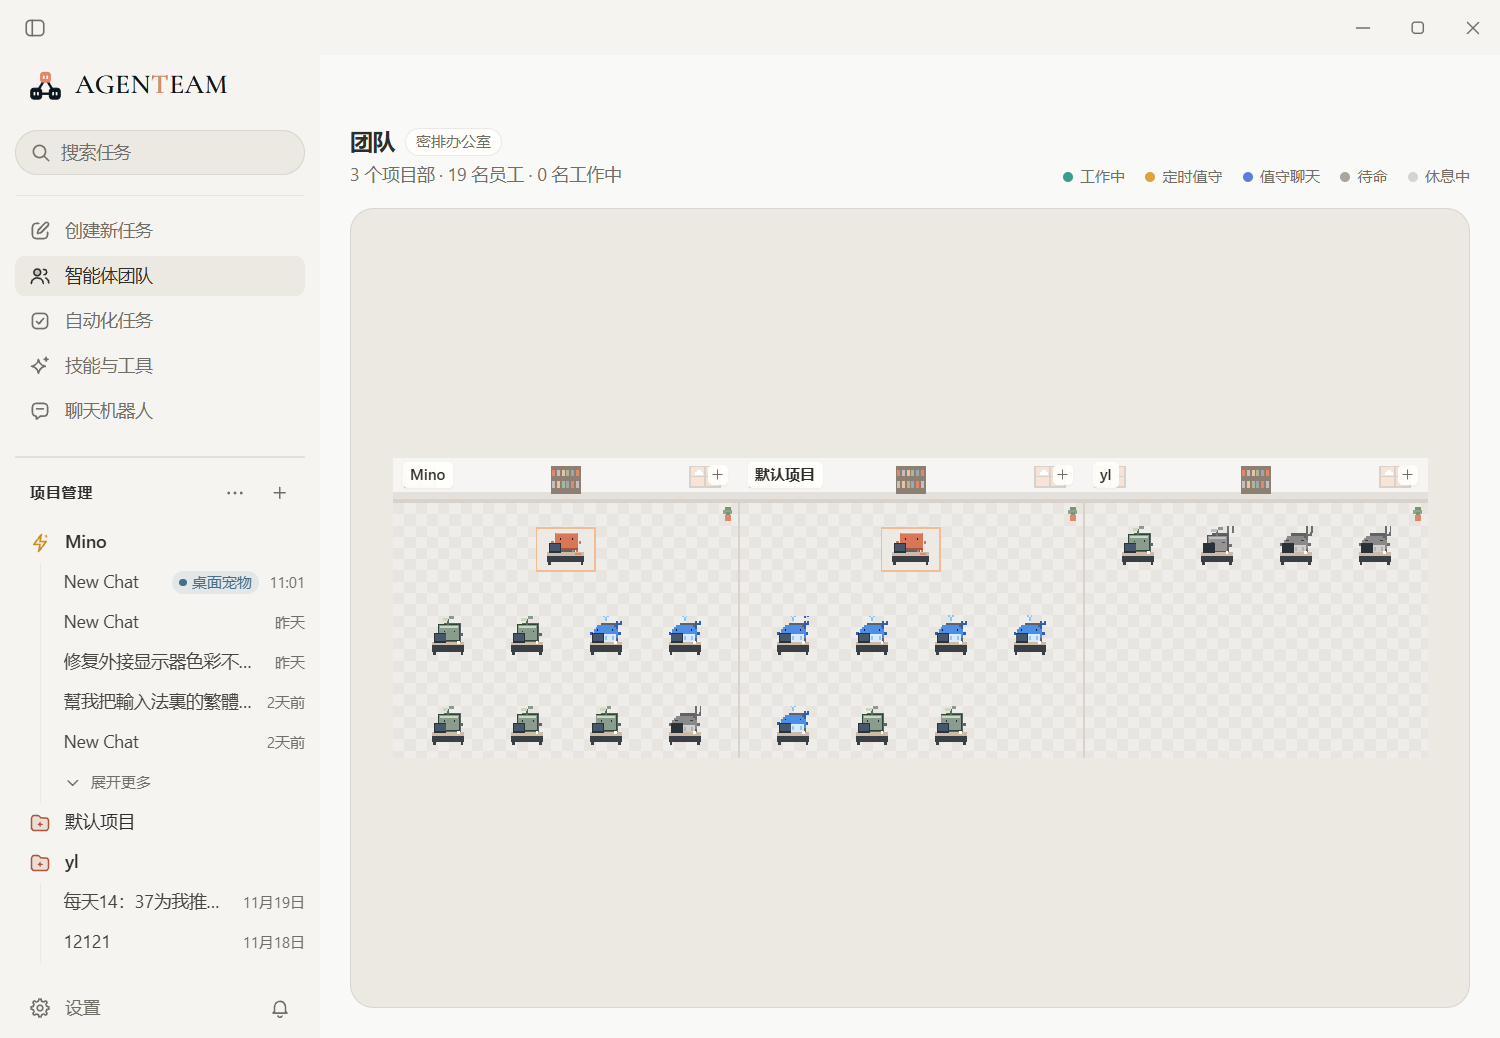 AGENTEAM
搜索任务
创建新任务
智能体团队
自动化任务
技能与工具
聊天机器人
项目管理
Mino
New Chat 桌面宠物 11:01
New Chat 昨天
修复外接显示器色彩不... 昨天
幫我把輸入法裏的繁體... 2天前
New Chat 2天前
展开更多
默认项目
yl
每天14：37为我推... 11月19日
12121 11月18日
设置
团队 密排办公室
3 个项目部 · 19 名员工 · 0 名工作中
工作中 定时值守 值守聊天 待命 休息中
Mino 默认项目 yl